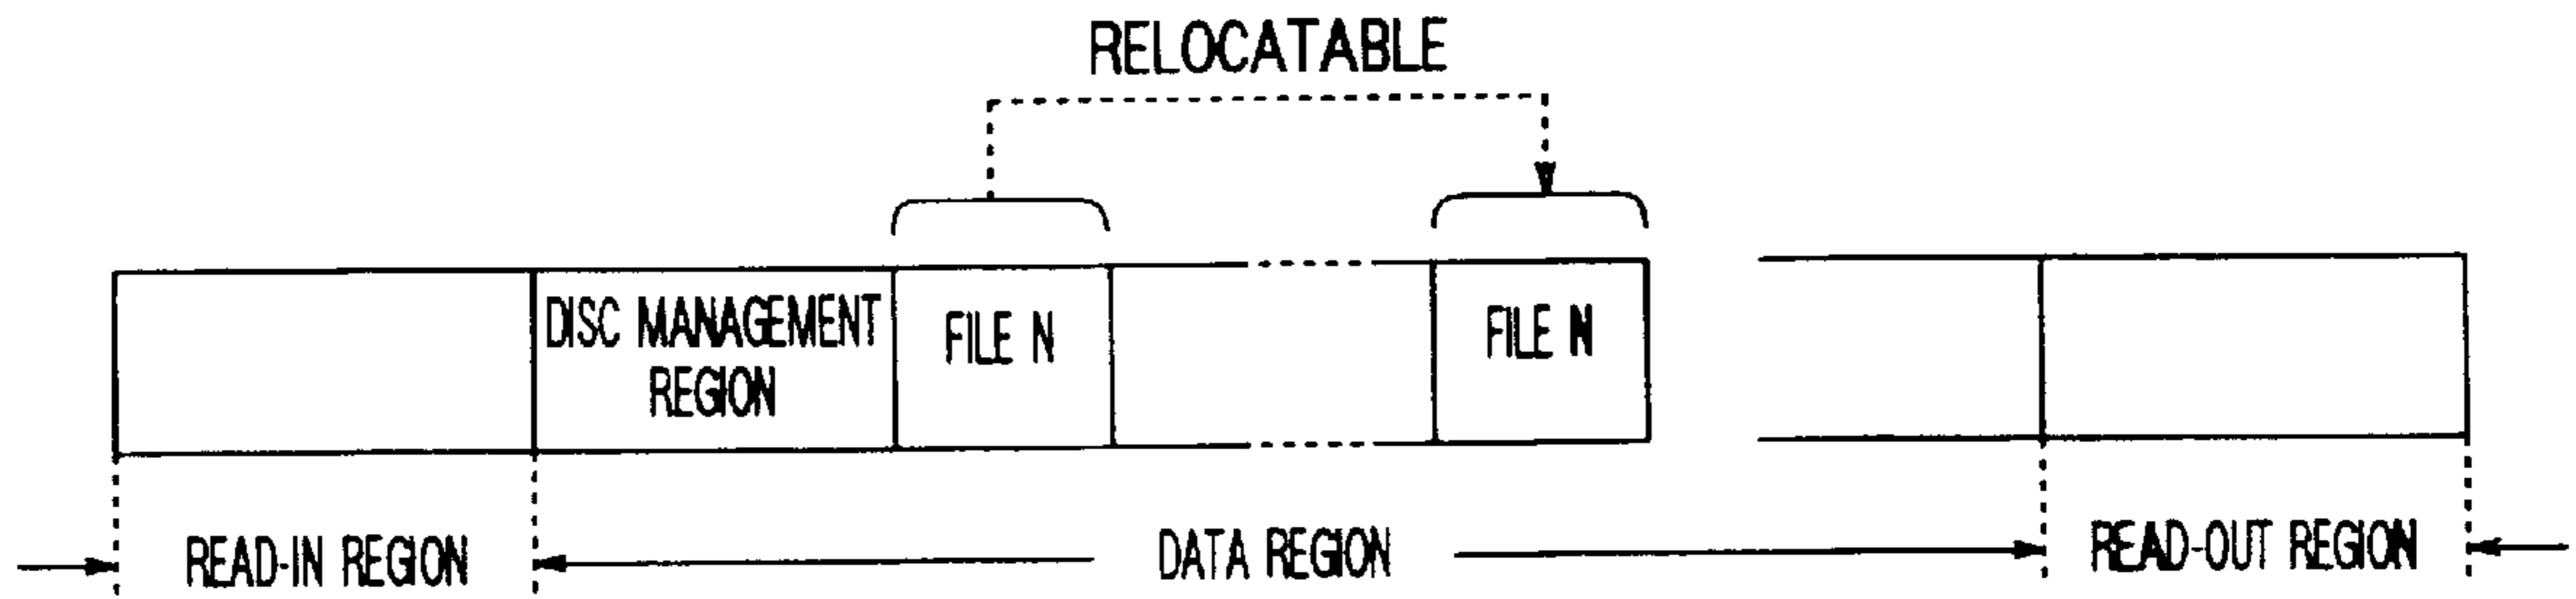 RELOCATABLE
DISC MANAGEMENT
REGION
FILE N
FILE N
READ-IN REGION
DATA REGION
READ-OUT REGION